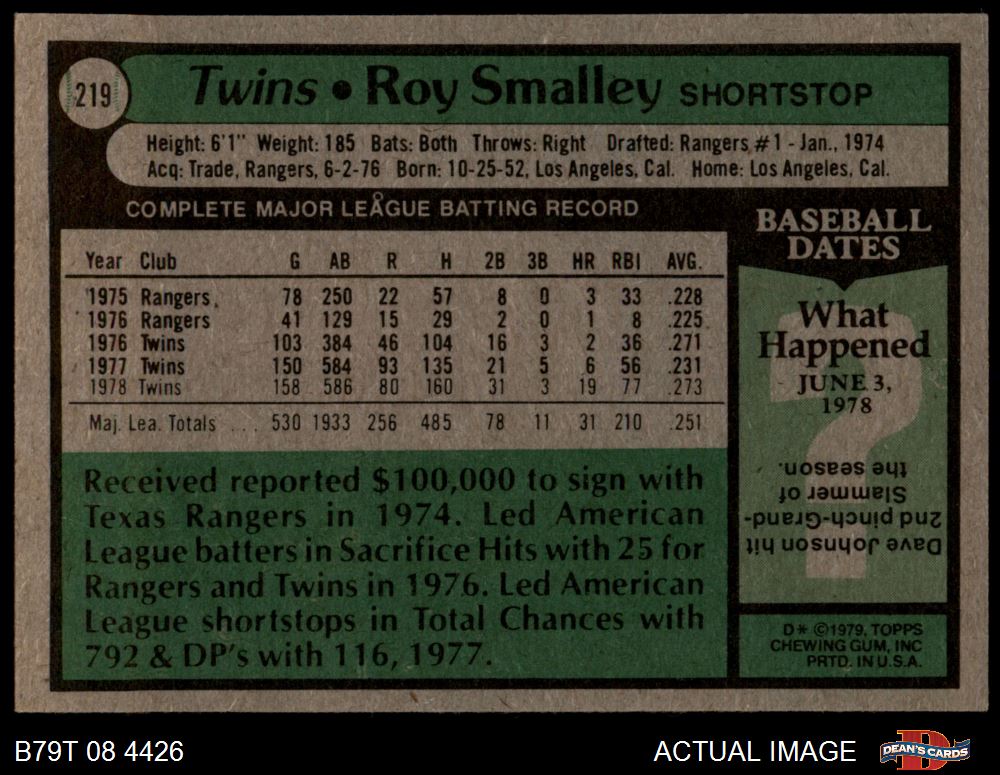 219
Twins • Roy Smalley SHORTSTOP
Height: 6'1" Weight: 185 Bats: Both Throws: Right Drafted: Rangers #1 - Jan., 1974
Acq: Trade, Rangers, 6-2-76 Born: 10-25-52, Los Angeles, Cal. Home: Los Angeles, Cal.
COMPLETE MAJOR LEAGUE BATTING RECORD
Year Club G AB R H 2B 3B HR RBI AVG.
1975 Rangers 78 250 22 57 8 0 3 33 .228
1976 Rangers 41 129 15 29 2 0 1 8 .225
1976 Twins 103 384 46 104 16 3 2 36 .271
1977 Twins 150 584 93 135 21 5 6 56 .231
1978 Twins 158 586 80 160 31 3 19 77 .273
Maj. Lea. Totals ... 530 1933 256 485 78 11 31 210 .251
Received reported $100,000 to sign with
Texas Rangers in 1974. Led American
League batters in Sacrifice Hits with 25 for
Rangers and Twins in 1976. Led American
League shortstops in Total Chances with
792 & DP's with 116, 1977.
BASEBALL
DATES
What
Happened
JUNE 3,
1978
?
Dave Johnson hit
2nd pinch-Grand-
Slammer of
the season.
D* ©1979, TOPPS
CHEWING GUM, INC
PRTD. IN U.S.A.
B79T 08 4426
ACTUAL IMAGE
D
DEAN'S CARDS